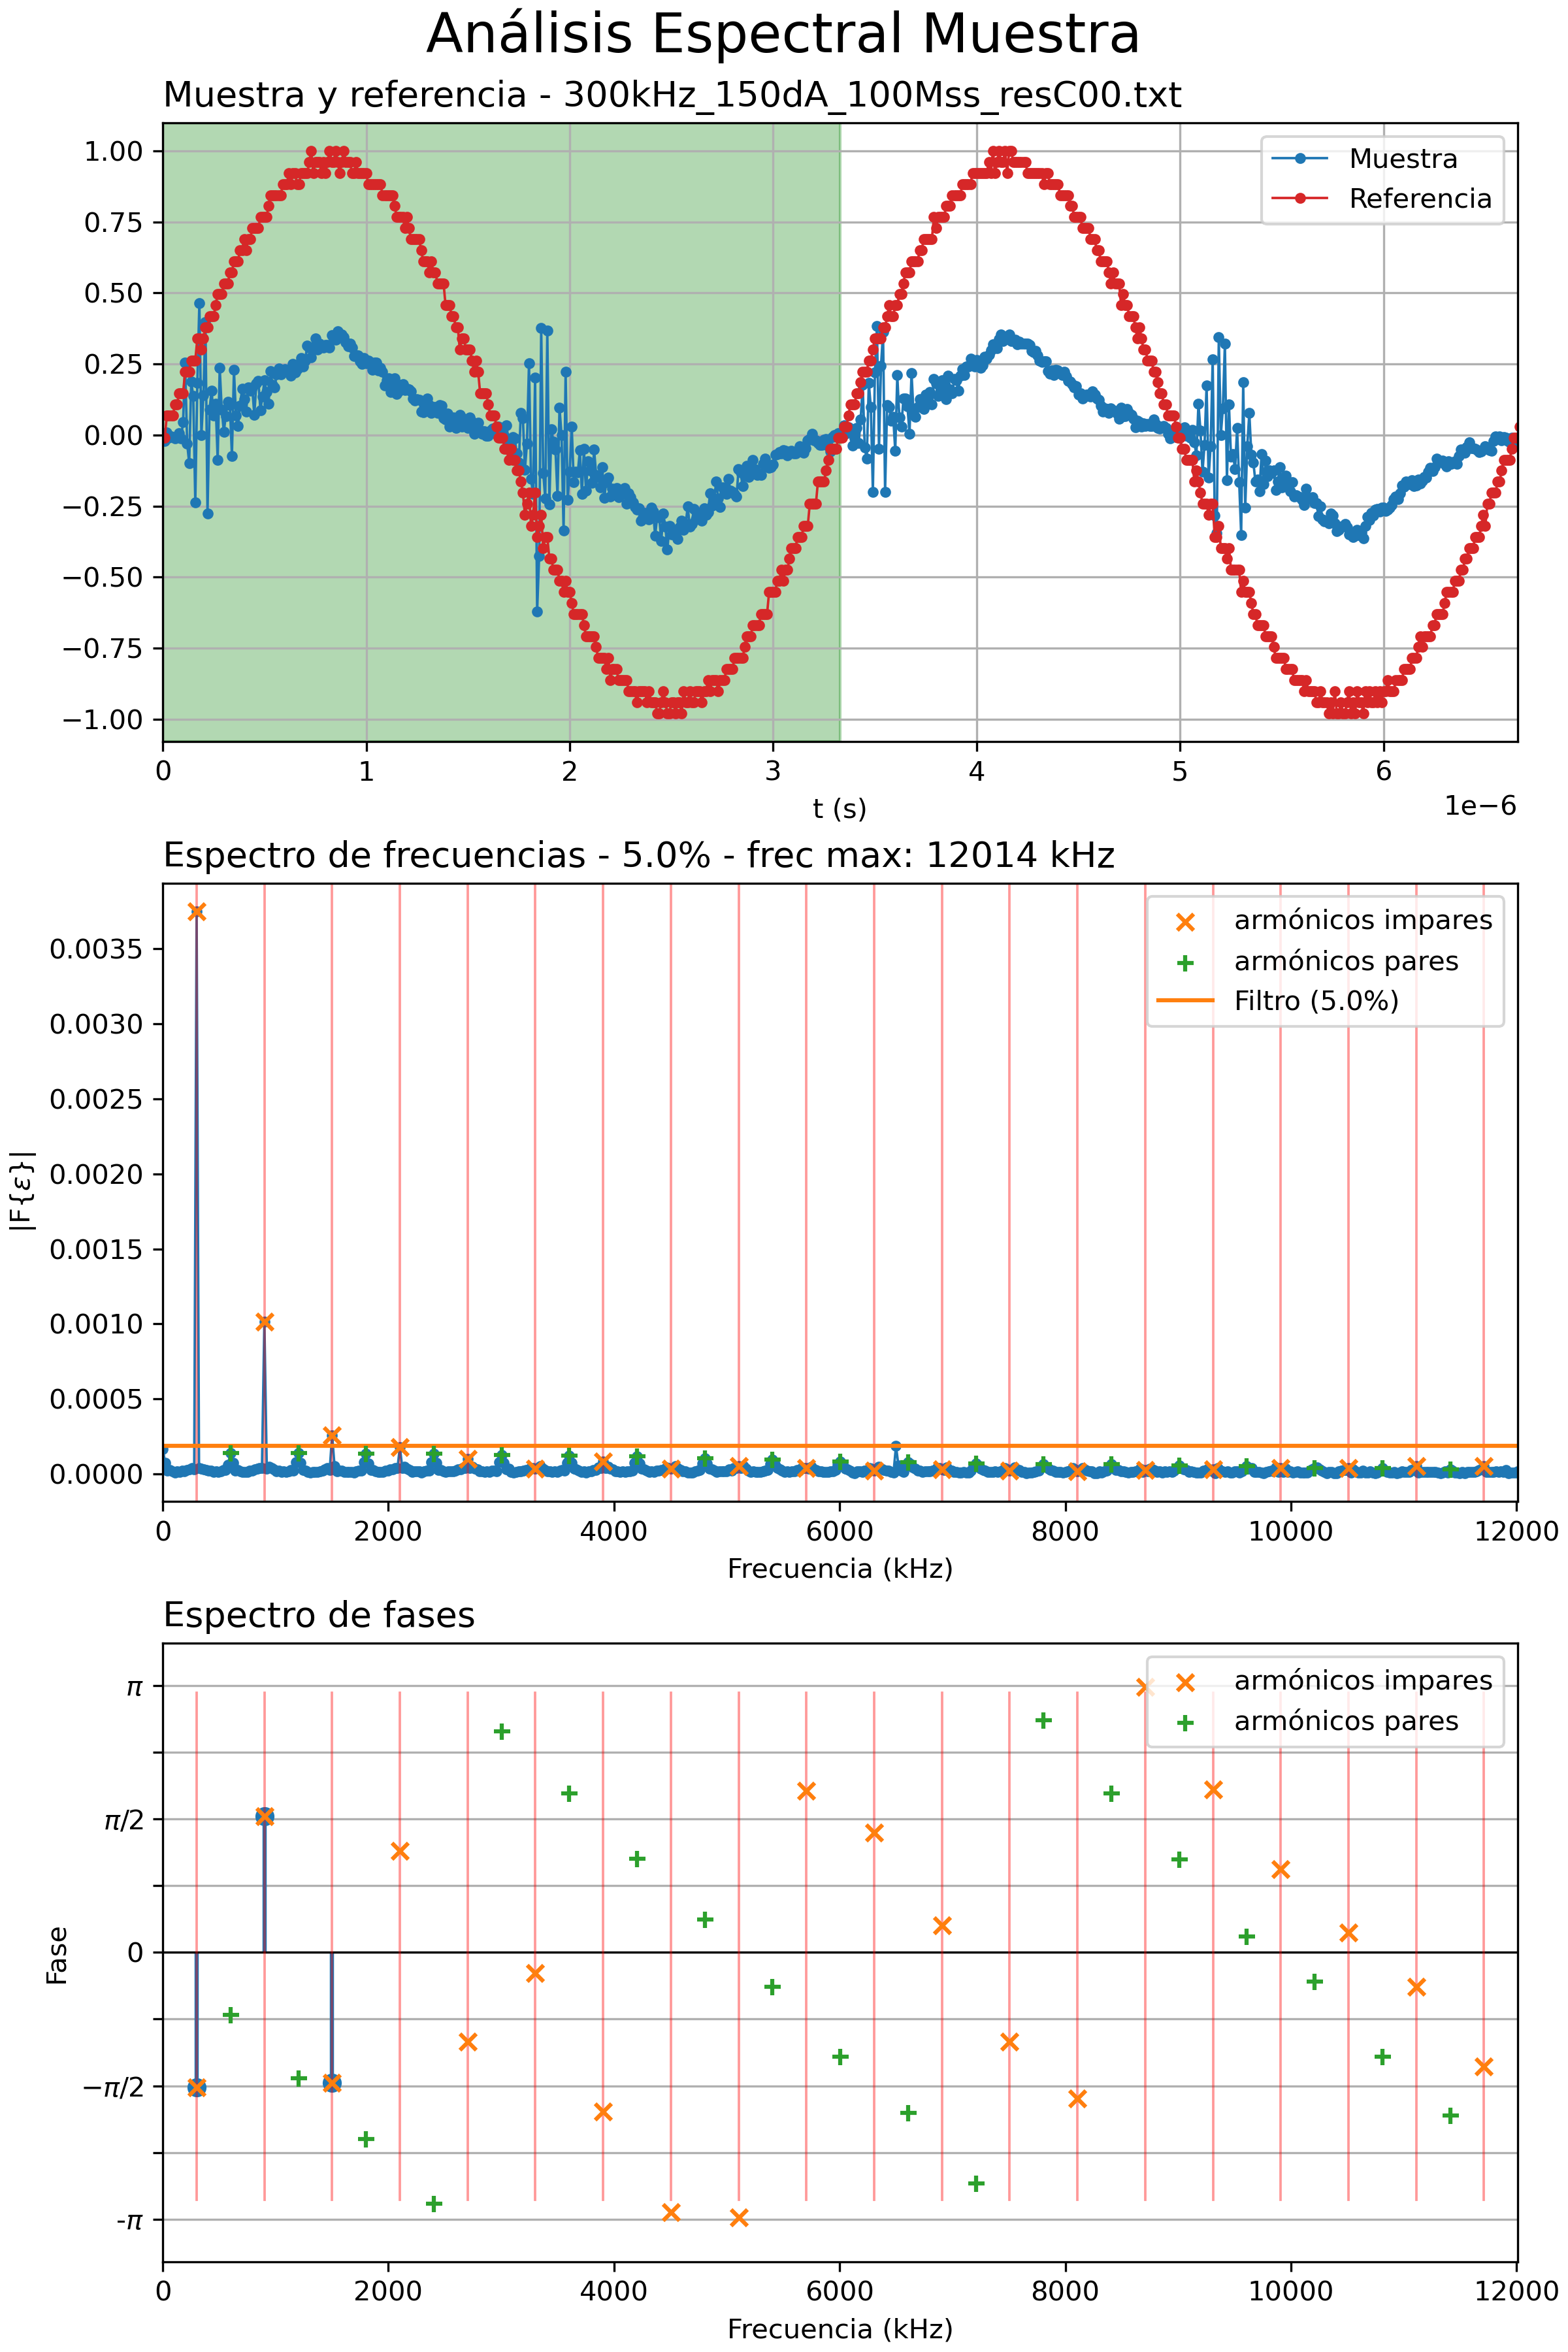 Análisis Espectral Muestra
Muestra y referencia - 300kHz_150dA_100Mss_resC00.txt
1.00
0.75
0.50
0.25
0.00
−0.25
−0.50
−0.75
−1.00
Muestra
Referencia
0 1 2 3 4 5 6
1e−6
t (s)
Espectro de frecuencias - 5.0% - frec max: 12014 kHz
|F{ε}|
0.0035
0.0030
0.0025
0.0020
0.0015
0.0010
0.0005
0.0000
armónicos impares
armónicos pares
Filtro (5.0%)
0 2000 4000 6000 8000 10000 12000
Frecuencia (kHz)
Espectro de fases
Fase
π
π/2
0
−π/2
-π
armónicos impares
armónicos pares
0 2000 4000 6000 8000 10000 12000
Frecuencia (kHz)